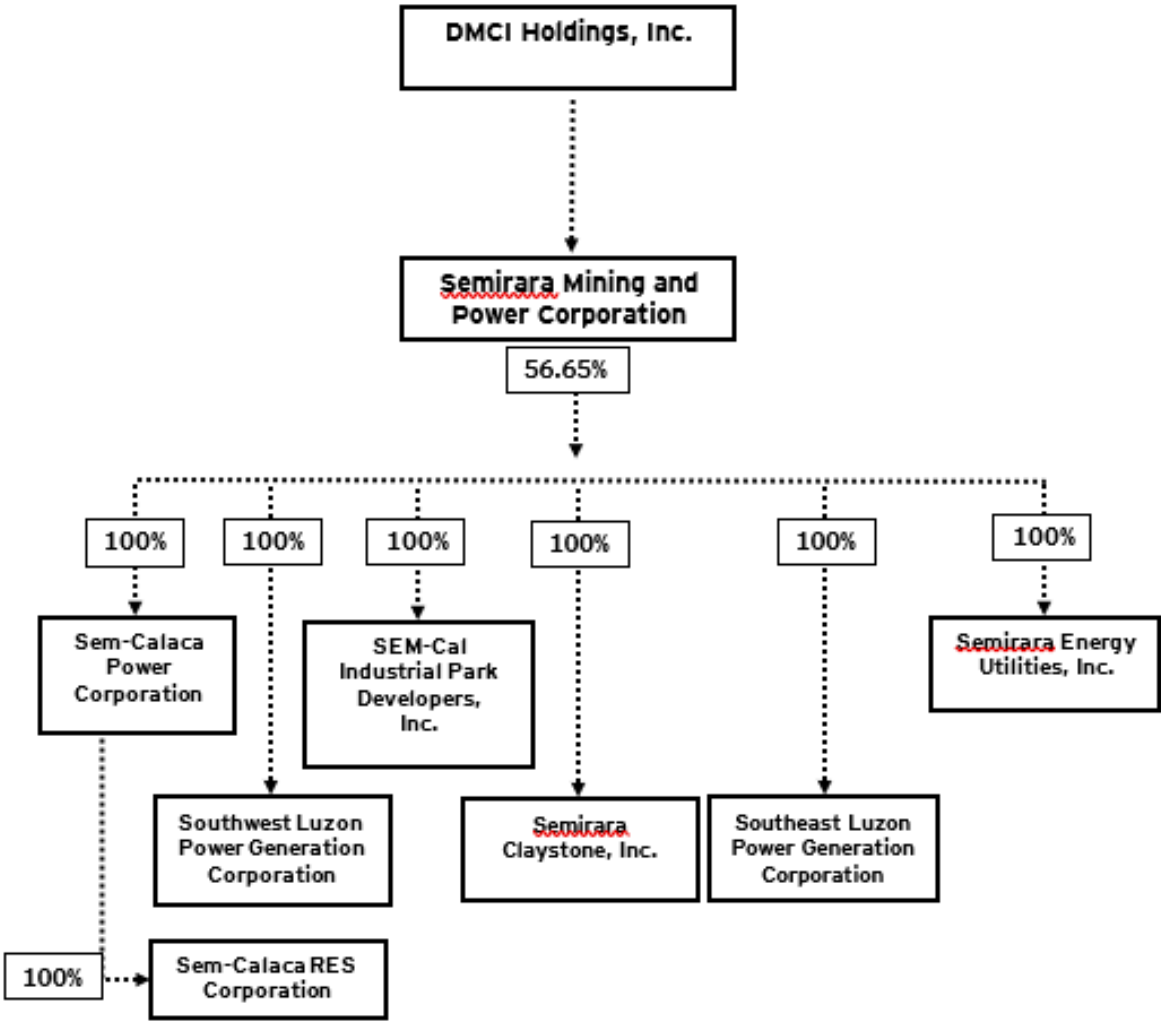 DMCI Holdings, Inc.
Semirara Mining and
Power Corporation
56.65%
100%
100%
100%
100%
100%
100%
Sem-Calaca
Power
Corporation
SEM-Cal
Industrial Park
Developers,
Inc.
Semirara Energy
Utilities, Inc.
Southwest Luzon
Power Generation
Corporation
Semirara
Claystone, Inc.
Southeast Luzon
Power Generation
Corporation
100%
Sem-Calaca RES
Corporation